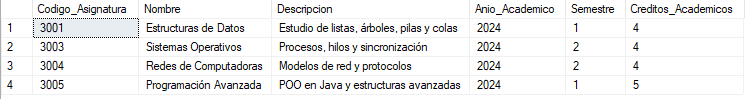 Codigo_Asignatura Nombre Descripcion Anio_Academico Semestre Creditos_Academicos
1 3001 Estructuras de Datos Estudio de listas, árboles, pilas y colas 2024 1 4
2 3003 Sistemas Operativos Procesos, hilos y sincronización 2024 2 4
3 3004 Redes de Computadoras Modelos de red y protocolos 2024 2 4
4 3005 Programación Avanzada POO en Java y estructuras avanzadas 2024 1 5